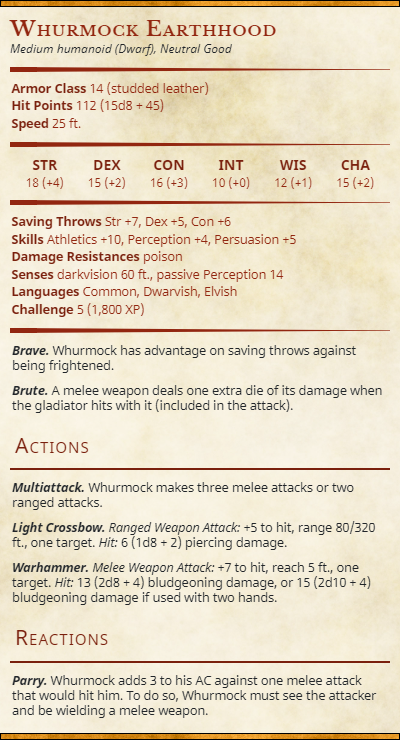 Whurmock Earthhood
Medium humanoid (Dwarf), Neutral Good
Armor Class 14 (studded leather)
Hit Points 112 (15d8 + 45)
Speed 25 ft.
STR DEX CON INT WIS CHA
18 (+4) 15 (+2) 16 (+3) 10 (+0) 12 (+1) 15 (+2)
Saving Throws Str +7, Dex +5, Con +6
Skills Athletics +10, Perception +4, Persuasion +5
Damage Resistances poison
Senses darkvision 60 ft., passive Perception 14
Languages Common, Dwarvish, Elvish
Challenge 5 (1,800 XP)
Brave. Whurmock has advantage on saving throws against
being frightened.
Brute. A melee weapon deals one extra die of its damage when
the gladiator hits with it (included in the attack).
Actions
Multiattack. Whurmock makes three melee attacks or two
ranged attacks.
Light Crossbow. Ranged Weapon Attack: +5 to hit, range 80/320
ft., one target. Hit: 6 (1d8 + 2) piercing damage.
Warhammer. Melee Weapon Attack: +7 to hit, reach 5 ft., one
target. Hit: 13 (2d8 + 4) bludgeoning damage, or 15 (2d10 + 4)
bludgeoning damage if used with two hands.
Reactions
Parry. Whurmock adds 3 to his AC against one melee attack
that would hit him. To do so, Whurmock must see the attacker
and be wielding a melee weapon.